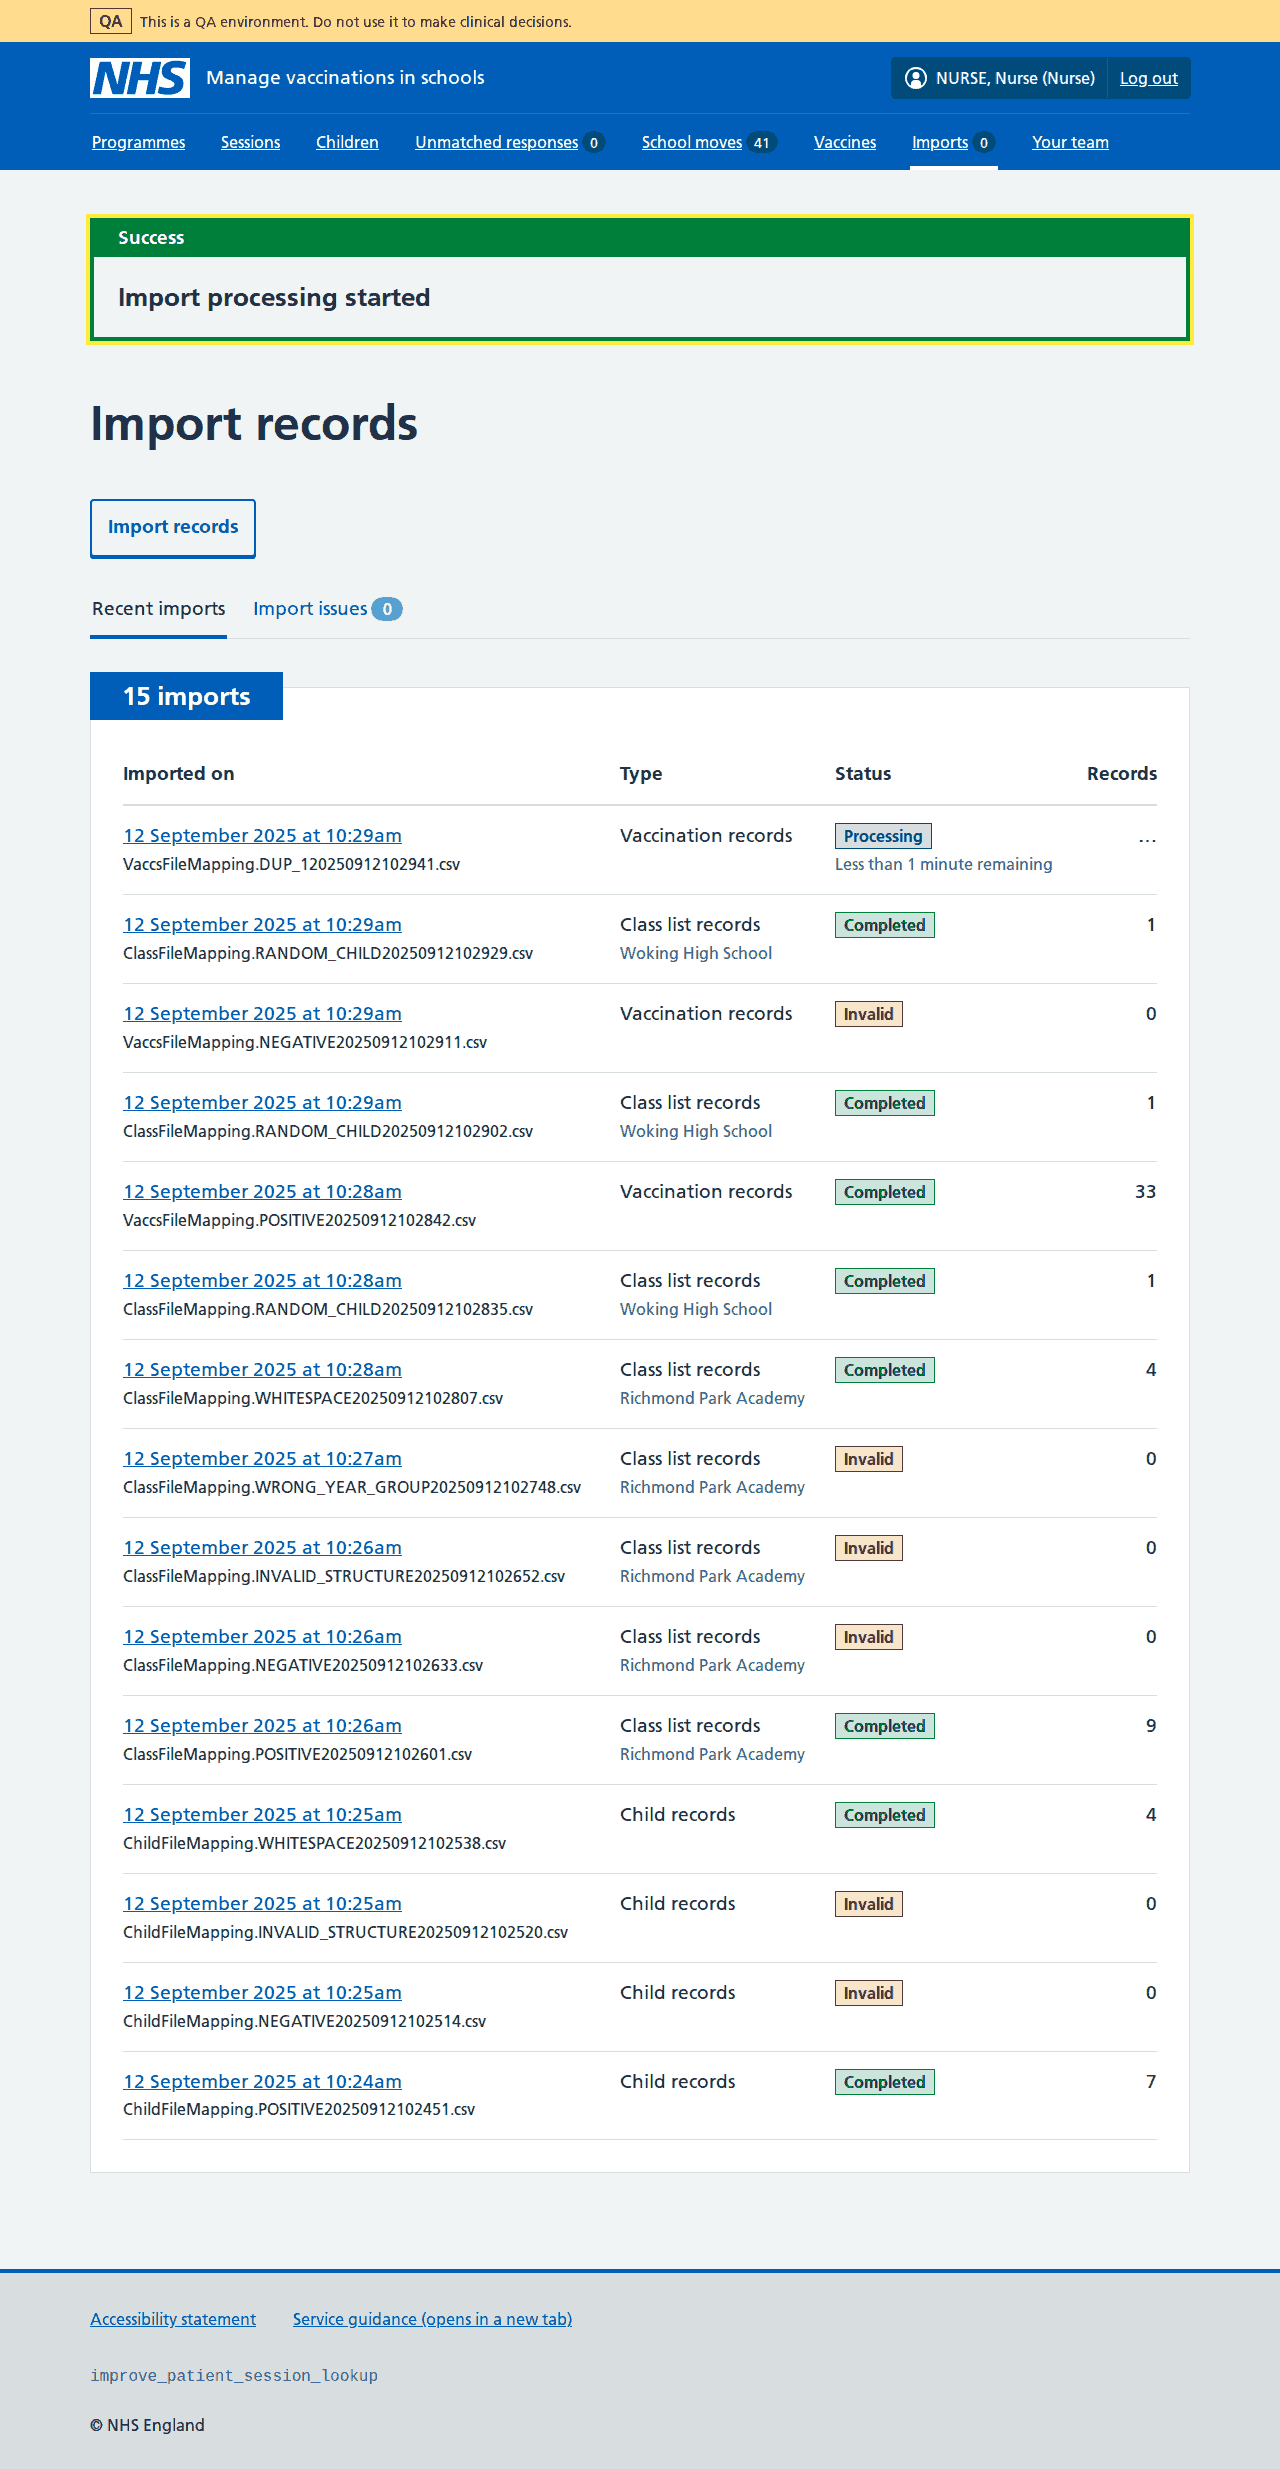 QA This is a QA environment. Do not use it to make clinical decisions.
NHS Manage vaccinations in schools NURSE, Nurse (Nurse) Log out
Programmes Sessions Children Unmatched responses 0 School moves 41 Vaccines Imports 0 Your team
Success
Import processing started
Import records
Import records
Recent imports Import issues 0
15 imports
Imported on Type Status Records
12 September 2025 at 10:29am Vaccination records Processing ...
VaccsFileMapping.DUP_120250912102941.csv Less than 1 minute remaining
12 September 2025 at 10:29am Class list records Completed 1
ClassFileMapping.RANDOM_CHILD20250912102929.csv Woking High School
12 September 2025 at 10:29am Vaccination records Invalid 0
VaccsFileMapping.NEGATIVE20250912102911.csv
12 September 2025 at 10:29am Class list records Completed 1
ClassFileMapping.RANDOM_CHILD20250912102902.csv Woking High School
12 September 2025 at 10:28am Vaccination records Completed 33
VaccsFileMapping.POSITIVE20250912102842.csv
12 September 2025 at 10:28am Class list records Completed 1
ClassFileMapping.RANDOM_CHILD20250912102835.csv Woking High School
12 September 2025 at 10:28am Class list records Completed 4
ClassFileMapping.WHITESPACE20250912102807.csv Richmond Park Academy
12 September 2025 at 10:27am Class list records Invalid 0
ClassFileMapping.WRONG_YEAR_GROUP20250912102748.csv Richmond Park Academy
12 September 2025 at 10:26am Class list records Invalid 0
ClassFileMapping.INVALID_STRUCTURE20250912102652.csv Richmond Park Academy
12 September 2025 at 10:26am Class list records Invalid 0
ClassFileMapping.NEGATIVE20250912102633.csv Richmond Park Academy
12 September 2025 at 10:26am Class list records Completed 9
ClassFileMapping.POSITIVE20250912102601.csv Richmond Park Academy
12 September 2025 at 10:25am Child records Completed 4
ChildFileMapping.WHITESPACE20250912102538.csv
12 September 2025 at 10:25am Child records Invalid 0
ChildFileMapping.INVALID_STRUCTURE20250912102520.csv
12 September 2025 at 10:25am Child records Invalid 0
ChildFileMapping.NEGATIVE20250912102514.csv
12 September 2025 at 10:24am Child records Completed 7
ChildFileMapping.POSITIVE20250912102451.csv
Accessibility statement Service guidance (opens in a new tab)
improve_patient_session_lookup
© NHS England